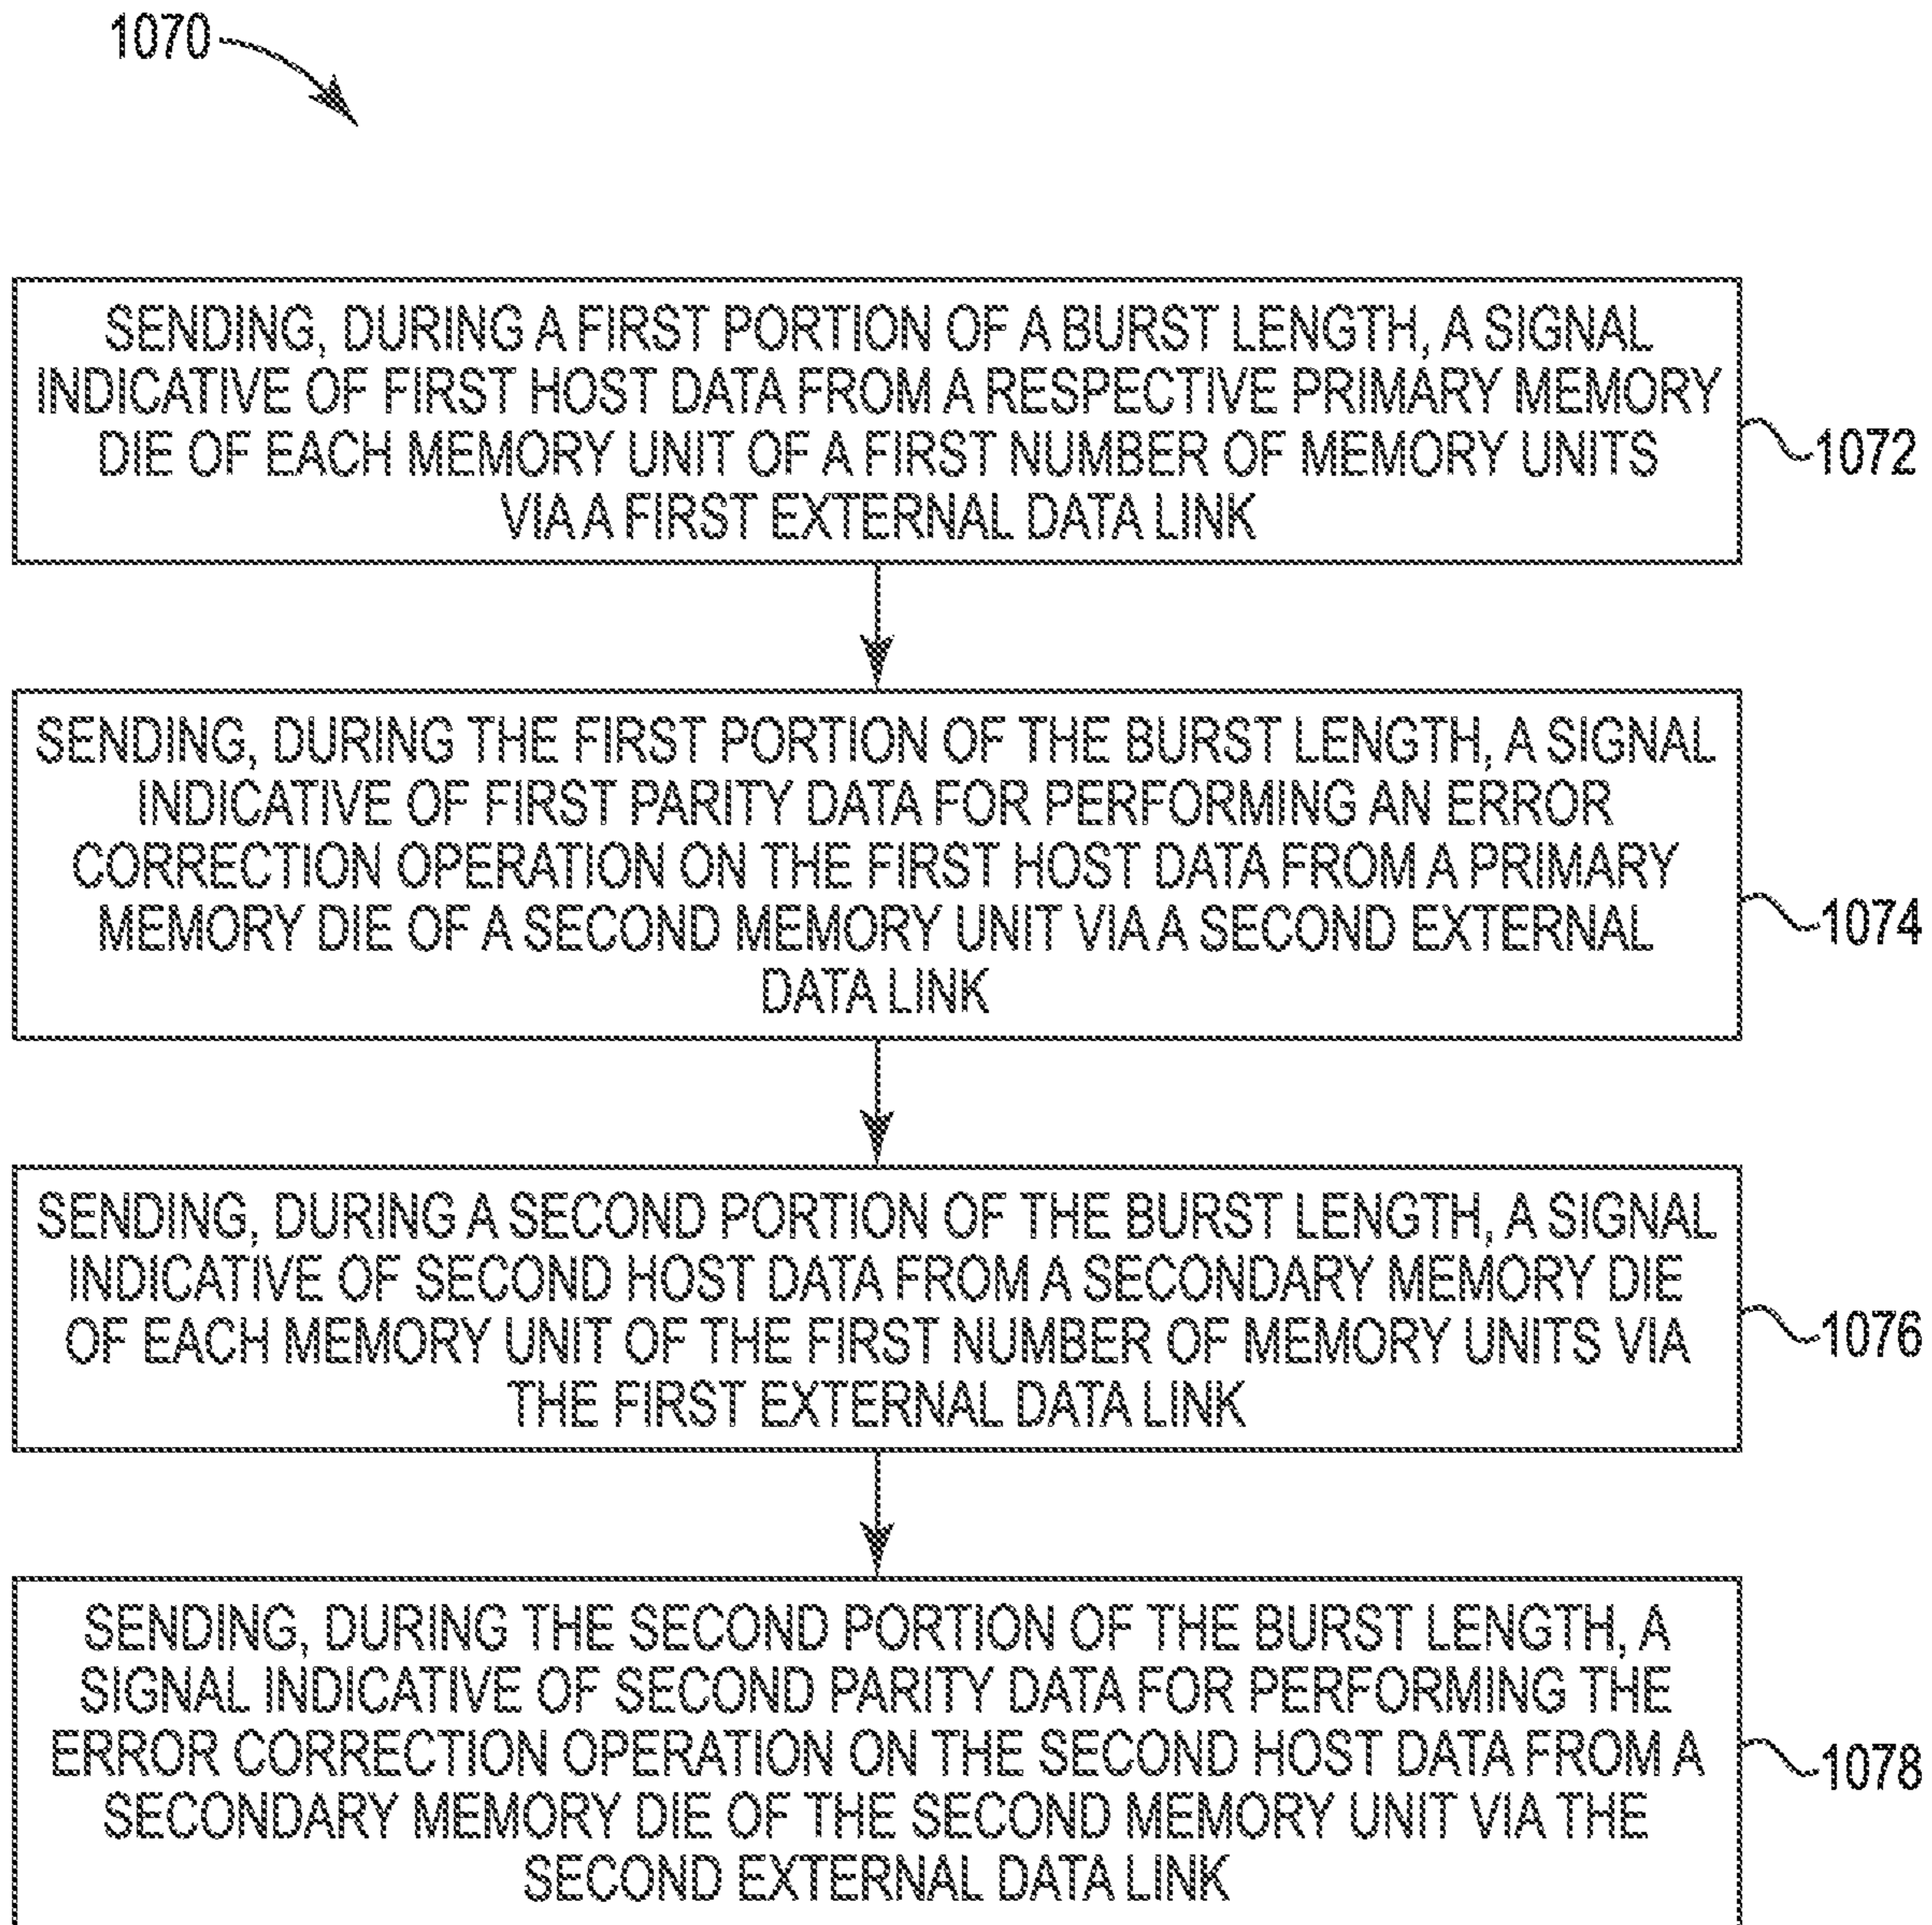 1070
SENDING, DURING A FIRST PORTION OF A BURST LENGTH, A SIGNAL
INDICATIVE OF FIRST HOST DATA FROM A RESPECTIVE PRIMARY MEMORY
DIE OF EACH MEMORY UNIT OF A FIRST NUMBER OF MEMORY UNITS
VIA A FIRST EXTERNAL DATA LINK
1072
SENDING, DURING THE FIRST PORTION OF THE BURST LENGTH, A SIGNAL
INDICATIVE OF FIRST PARITY DATA FOR PERFORMING AN ERROR
CORRECTION OPERATION ON THE FIRST HOST DATA FROM A PRIMARY
MEMORY DIE OF A SECOND MEMORY UNIT VIA A SECOND EXTERNAL
DATA LINK
1074
SENDING, DURING A SECOND PORTION OF THE BURST LENGTH, A SIGNAL
INDICATIVE OF SECOND HOST DATA FROM A SECONDARY MEMORY DIE
OF EACH MEMORY UNIT OF THE FIRST NUMBER OF MEMORY UNITS VIA
THE FIRST EXTERNAL DATA LINK
1076
SENDING, DURING THE SECOND PORTION OF THE BURST LENGTH, A
SIGNAL INDICATIVE OF SECOND PARITY DATA FOR PERFORMING THE
ERROR CORRECTION OPERATION ON THE SECOND HOST DATA FROM A
SECONDARY MEMORY DIE OF THE SECOND MEMORY UNIT VIA THE
SECOND EXTERNAL DATA LINK
1078